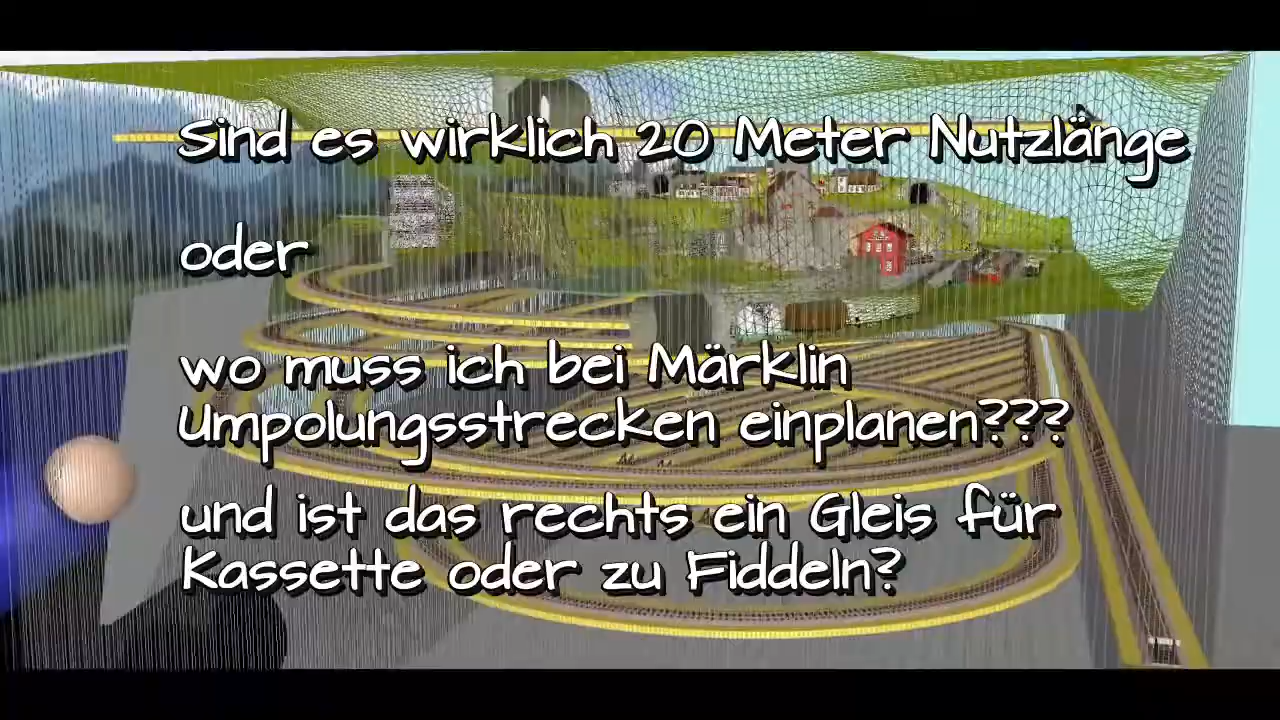 Sind es wirklich 20 Meter Nutzlänge
oder
wo muss ich bei Märklin
Umpolungsstrecken einplanen???
und ist das rechts ein Gleis für
Kassette oder zu Fiddeln?